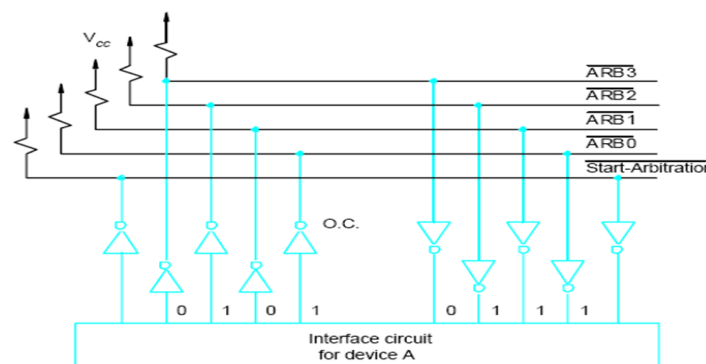 Vcc
ARB3
ARB2
ARB1
ARB0
Start-Arbitration
O.C.
0 1 0 1 0 1 1 1
Interface circuit
for device A